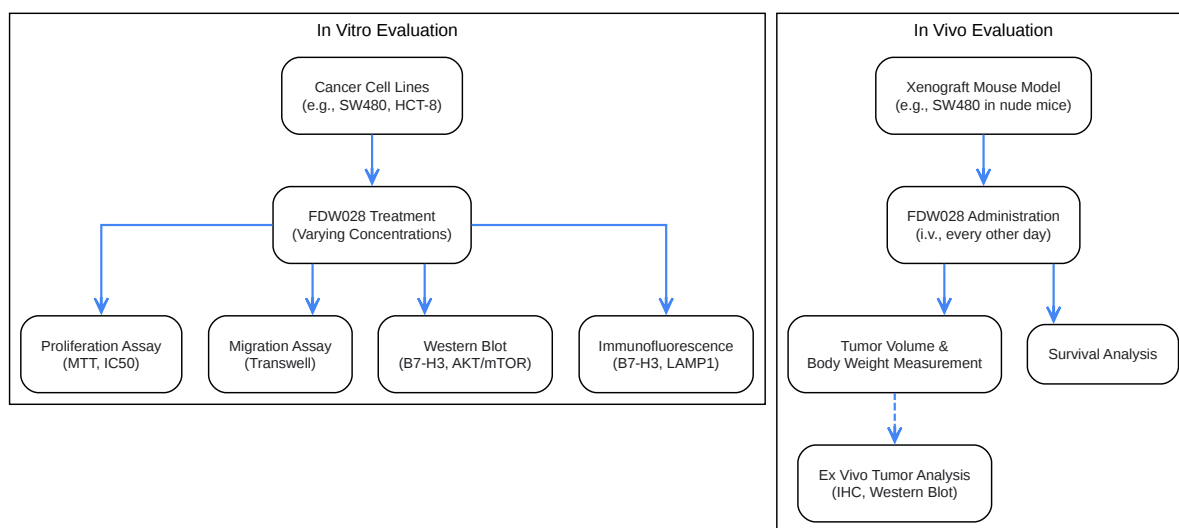 In Vitro Evaluation
Cancer Cell Lines
(e.g., SW480, HCT-8)
FDW028 Treatment
(Varying Concentrations)
Proliferation Assay
(MTT, IC50)
Migration Assay
(Transwell)
Western Blot
(B7-H3, AKT/mTOR)
Immunofluorescence
(B7-H3, LAMP1)
In Vivo Evaluation
Xenograft Mouse Model
(e.g., SW480 in nude mice)
FDW028 Administration
(i.v., every other day)
Tumor Volume &
Body Weight Measurement
Survival Analysis
Ex Vivo Tumor Analysis
(IHC, Western Blot)